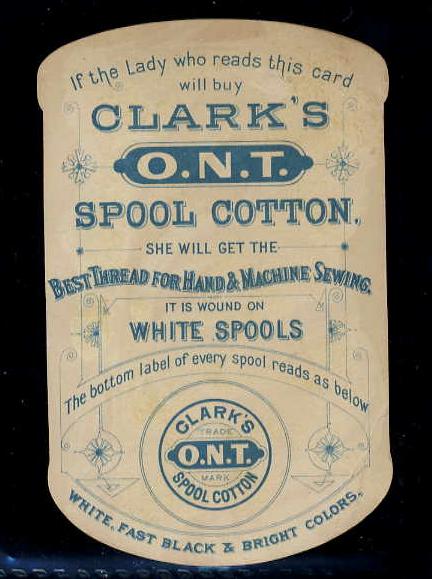 If the Lady who reads this card
will buy
CLARK'S
O.N.T.
SPOOL COTTON.
SHE WILL GET THE
BEST THREAD FOR HAND & MACHINE SEWING.
IT IS WOUND ON
WHITE SPOOLS
The bottom label of every spool reads as below
CLARK'S
TRADE
O.N.T.
MARK
SPOOL COTTON
WHITE, FAST BLACK & BRIGHT COLORS.